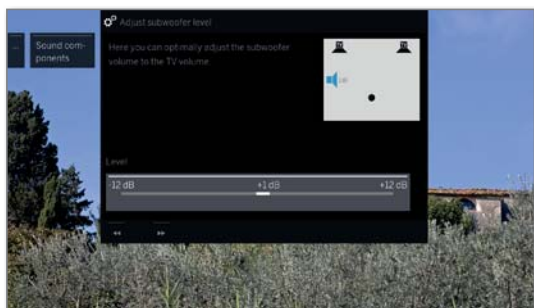 Adjust subwoofer level
...
Sound com-
ponents
Here you can optimally adjust the subwoofer
volume to the TV volume.
Level
-12 dB +1 dB +12 dB